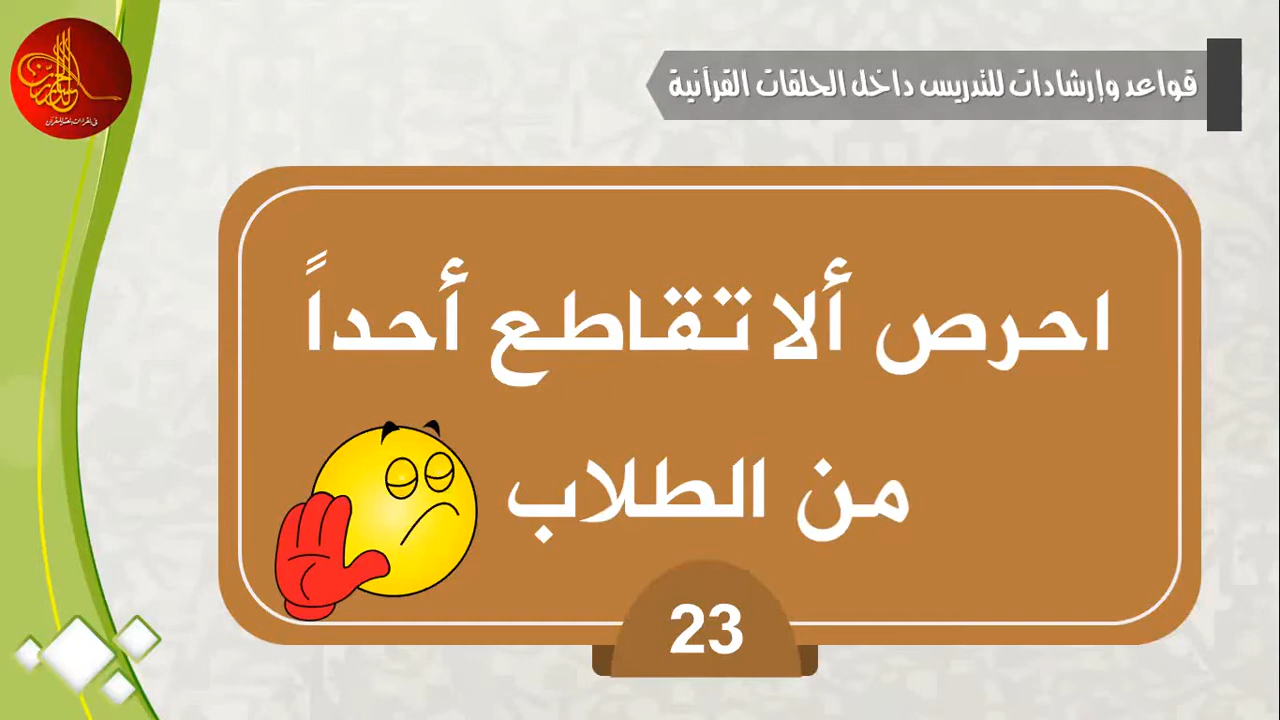 قواعد وإرشادات للتدريس داخل الحلقات القرآنية
احرص ألا تقاطع أحداً
من الطلاب
23